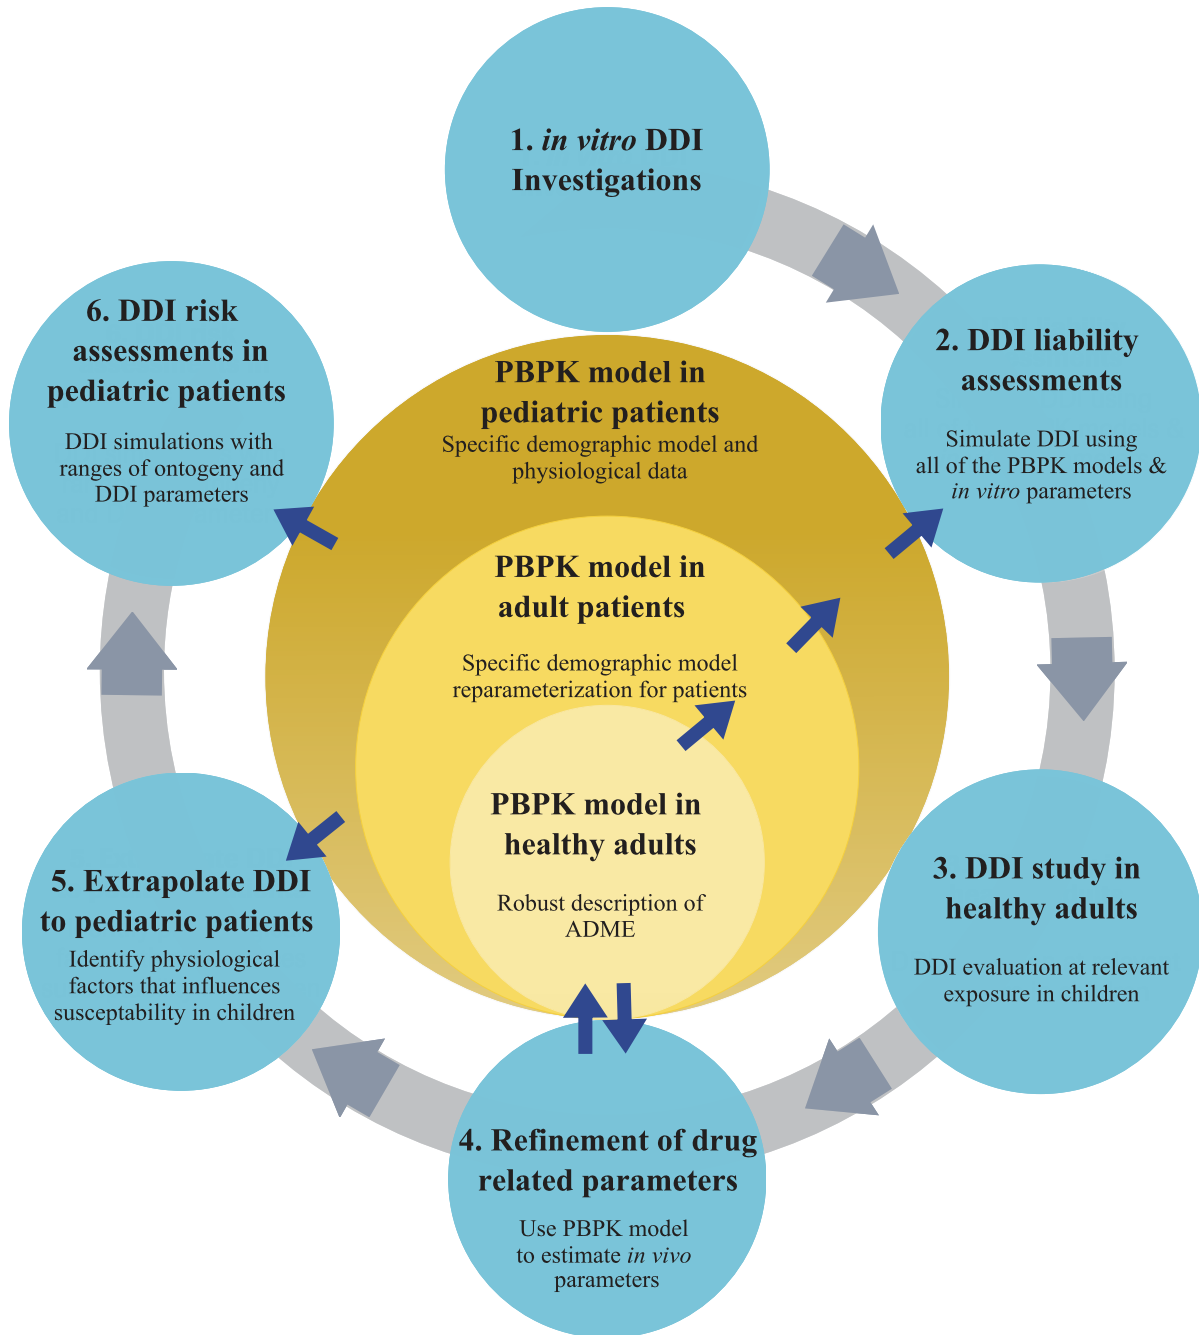 1. in vitro DDI
Investigations
2. DDI liability
assessments
Simulate DDI using
all of the PBPK models &
in vitro parameters
3. DDI study in
healthy adults
DDI evaluation at relevant
exposure in children
4. Refinement of drug
related parameters
Use PBPK model
to estimate in vivo
parameters
5. Extrapolate DDI
to pediatric patients
Identify physiological
factors that influences
susceptability in children
6. DDI risk
assessments in
pediatric patients
DDI simulations with
ranges of ontogeny and
DDI parameters
PBPK model in
pediatric patients
Specific demographic model and
physiological data
PBPK model in
adult patients
Specific demographic model
reparameterization for patients
PBPK model in
healthy adults
Robust description of
ADME